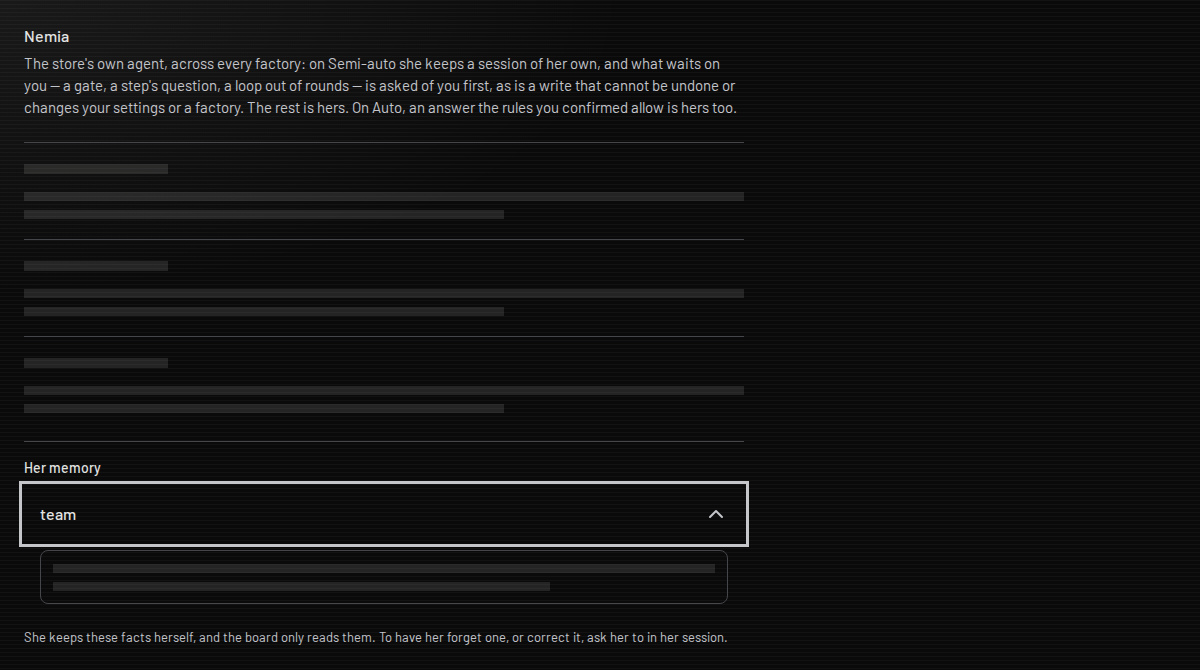 Nemia
The store's own agent, across every factory: on Semi-auto she keeps a session of her own, and what waits on
you — a gate, a step's question, a loop out of rounds — is asked of you first, as is a write that cannot be undone or
changes your settings or a factory. The rest is hers. On Auto, an answer the rules you confirmed allow is hers too.
Her memory
team
She keeps these facts herself, and the board only reads them. To have her forget one, or correct it, ask her to in her session.